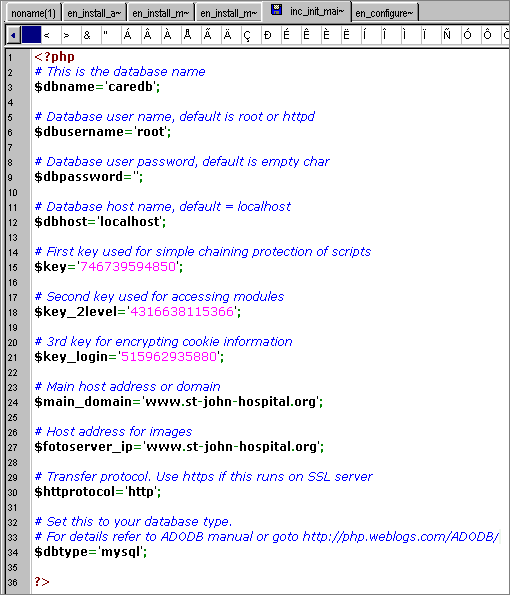 noname(1) en_install_a~ en_install_m~ en_install_m~ inc_init_mai~ en_configure~
< > & " Á Â À Å Ã Ä Ç Ð É Ê È Ë Í Î Ì Ï Ñ Ó Ô
1 <?php
2 # This is the database name
3 $dbname='caredb';
4
5 # Database user name, default is root or httpd
6 $dbusername='root';
7
8 # Database user password, default is empty char
9 $dbpassword='';
10
11 # Database host name, default = localhost
12 $dbhost='localhost';
13
14 # First key used for simple chaining protection of scripts
15 $key='746739594850';
16
17 # Second key used for accessing modules
18 $key_2level='4316638115366';
19
20 # 3rd key for encrypting cookie information
21 $key_login='515962935880';
22
23 # Main host address or domain
24 $main_domain='www.st-john-hospital.org';
25
26 # Host address for images
27 $fotoserver_ip='www.st-john-hospital.org';
28
29 # Transfer protocol. Use https if this runs on SSL server
30 $httprotocol='http';
31
32 # Set this to your database type.
33 # For details refer to ADODB manual or goto http://php.weblogs.com/ADODB/
34 $dbtype='mysql';
35
36 ?>